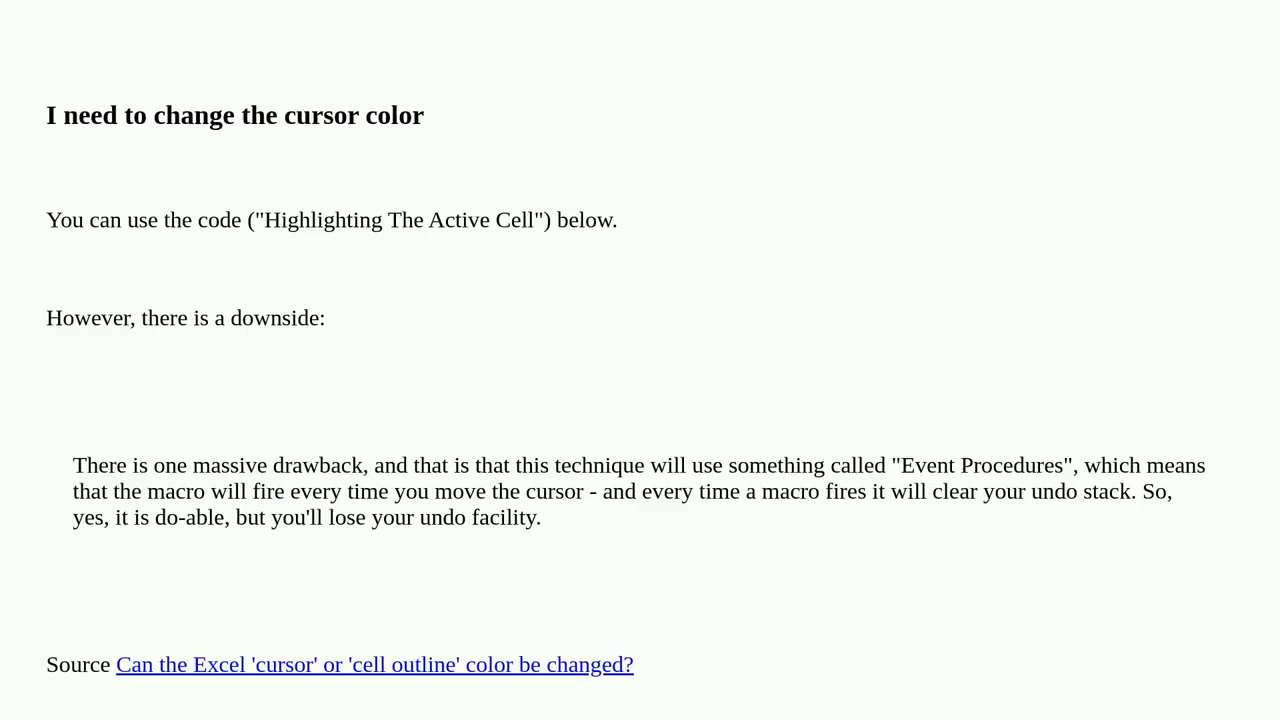 I need to change the cursor color
You can use the code ("Highlighting The Active Cell") below.
However, there is a downside:
There is one massive drawback, and that is that this technique will use something called "Event Procedures", which means
that the macro will fire every time you move the cursor - and every time a macro fires it will clear your undo stack. So,
yes, it is do-able, but you'll lose your undo facility.
Source Can the Excel 'cursor' or 'cell outline' color be changed?